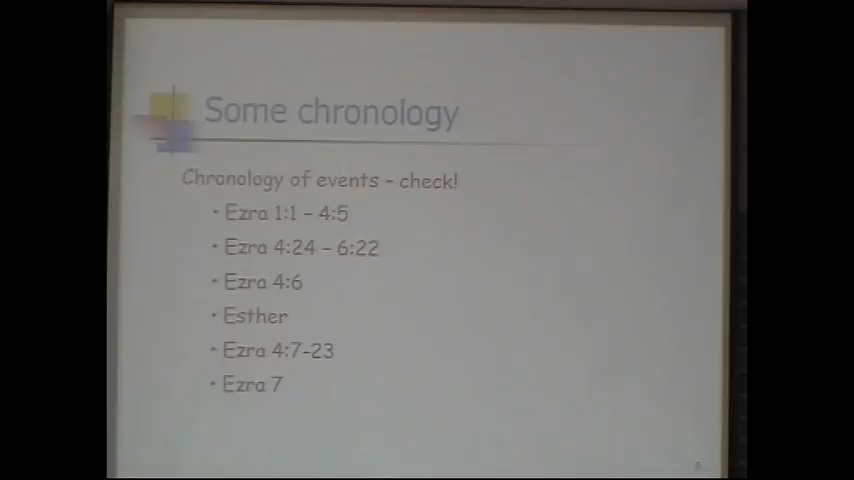 Some chronology
Chronology of events – check!
• Ezra 1:1 – 4:5
• Ezra 4:24 – 6:22
• Ezra 4:6
• Esther
• Ezra 4:7-23
• Ezra 7